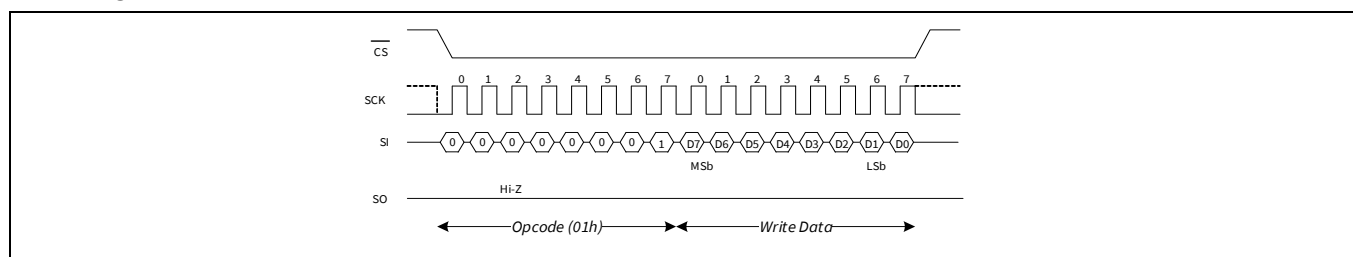 CS
0 1 2 3 4 5 6 7 0 1 2 3 4 5 6 7
SCK
SI 0 0 0 0 0 0 0 1 D7 D6 D5 D4 D3 D2 D1 D0
MSb LSb
Hi-Z
SO
Opcode (01h) Write Data